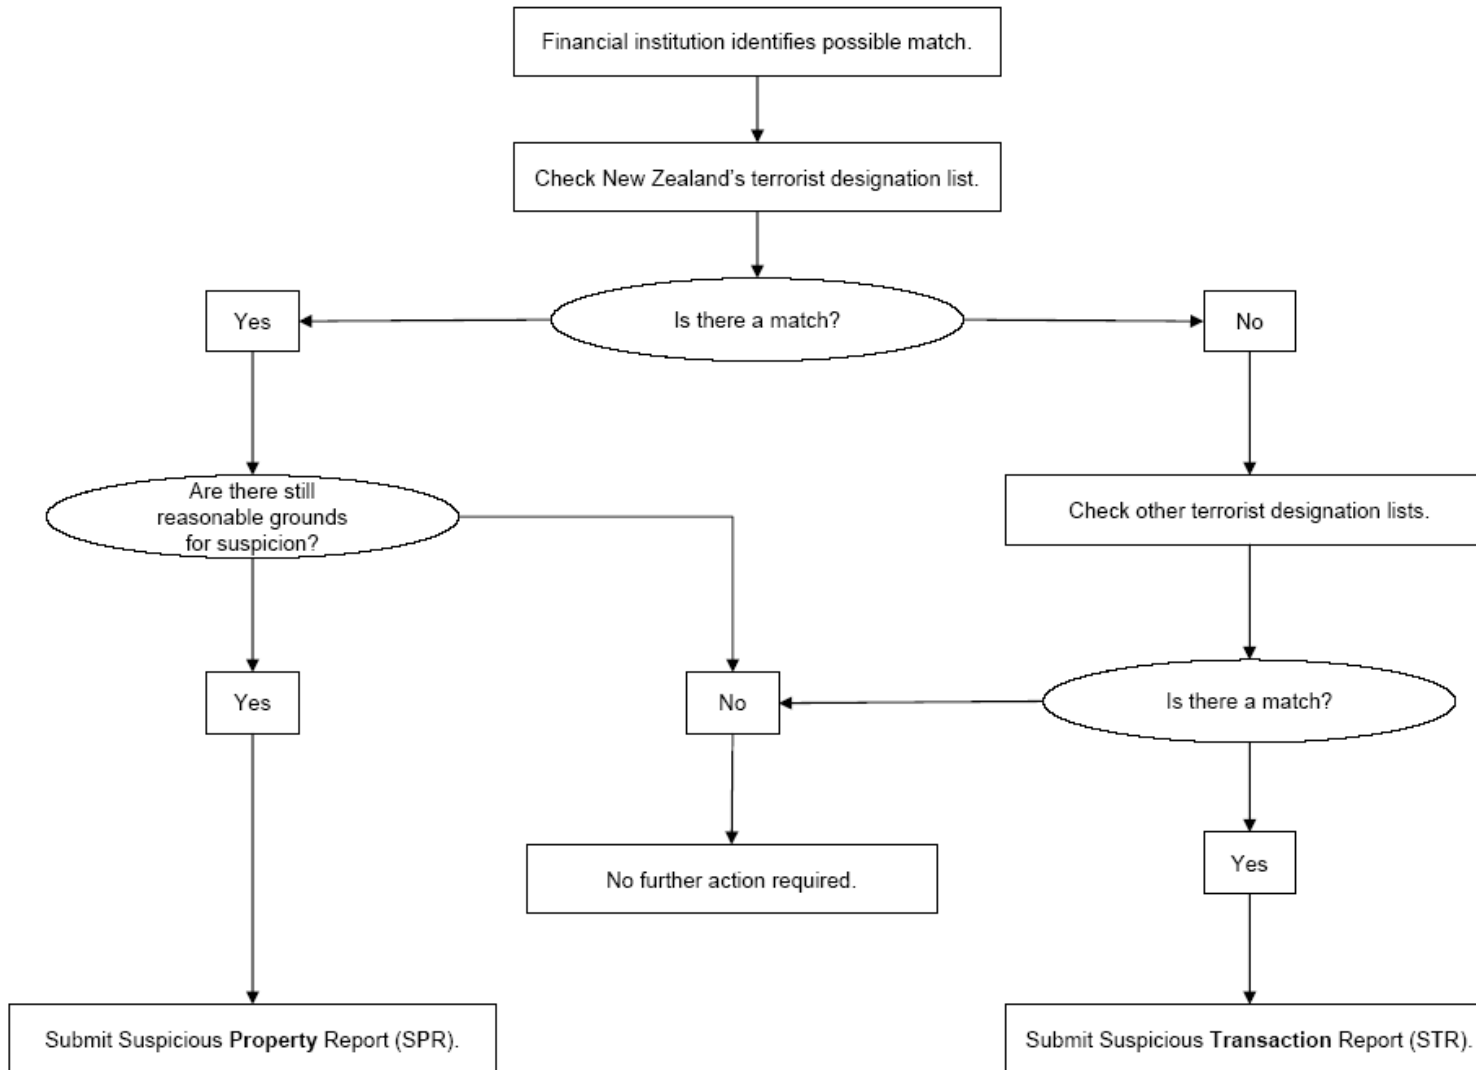 Financial institution identifies possible match.
Check New Zealand's terrorist designation list.
Yes
Is there a match?
No
Are there still
reasonable grounds
for suspicion?
Check other terrorist designation lists.
Yes
No
Is there a match?
No further action required.
Yes
Submit Suspicious Property Report (SPR).
Submit Suspicious Transaction Report (STR).